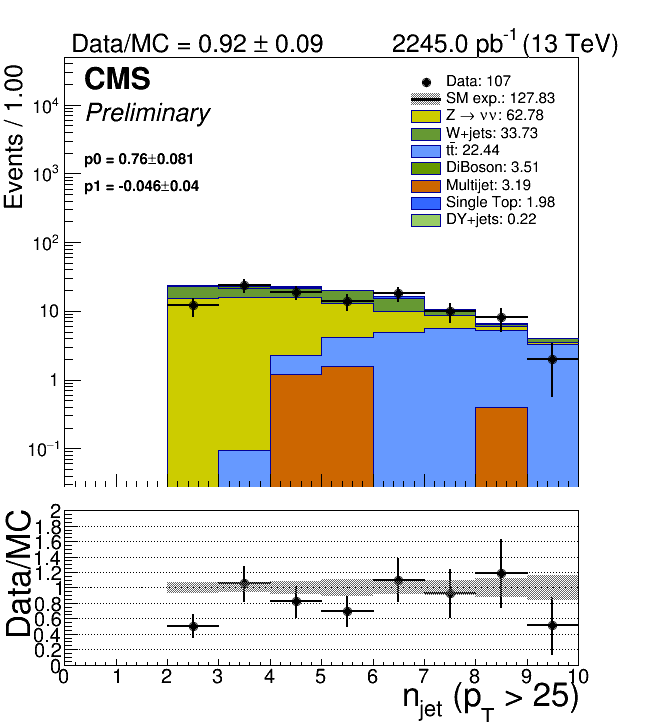 Data/MC = 0.92 ± 0.09 2245.0 pb⁻¹ (13 TeV)
CMS
Preliminary
p0 = 0.76±0.081
p1 = -0.046±0.04
Data: 107
SM exp.: 127.83
Z → νν: 62.78
W+jets: 33.73
tt̄: 22.44
DiBoson: 3.51
Multijet: 3.19
Single Top: 1.98
DY+jets: 0.22
Events / 1.00
10⁴
10³
10²
10
1
10⁻¹
Data/MC
2
1.8
1.6
1.4
1.2
1
0.8
0.6
0.4
0.2
0
0 1 2 3 4 5 6 7 8 9 10
n_jet (p_T > 25)